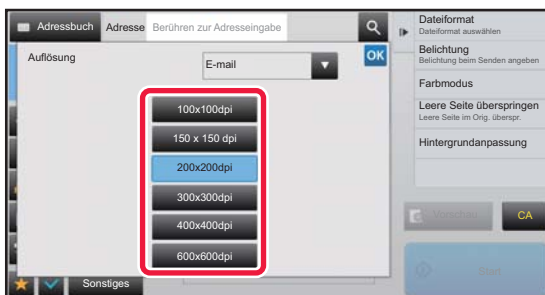 Adressbuch Adresse Berühren zur Adresseingabe
Auflösung
E-mail
OK
100x100dpi
150 x 150 dpi
200x200dpi
300x300dpi
400x400dpi
600x600dpi
Sonstiges
Dateiformat
Dateiformat auswählen
Belichtung
Belichtung beim Senden angeben
Farbmodus
Leere Seite überspringen
Leere Seite im Orig. überspr.
Hintergrundanpassung
Vorschau
CA
Start